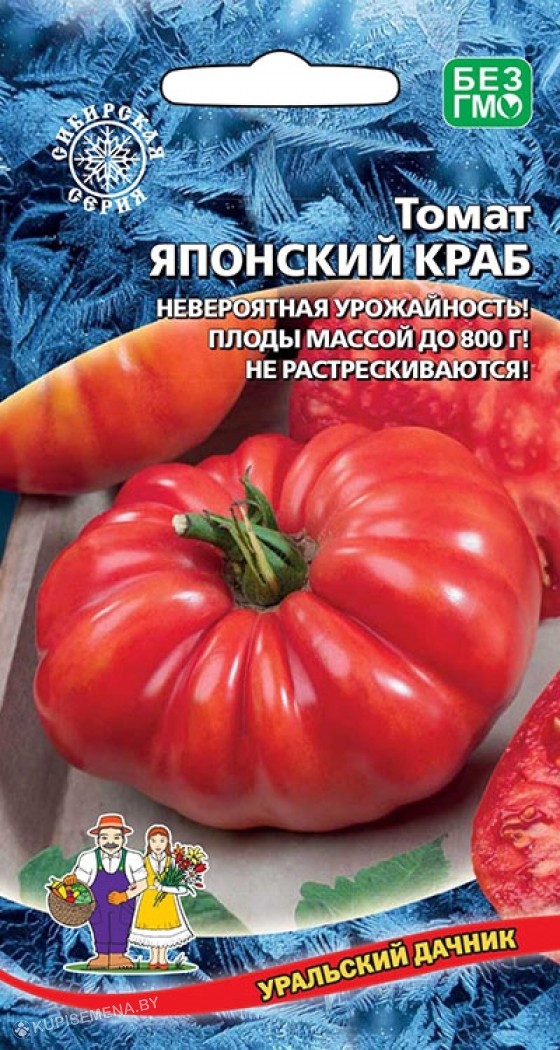 БЕЗ
ГМО
СИБИРСКАЯ
СЕРИЯ
Томат
ЯПОНСКИЙ КРАБ
НЕВЕРОЯТНАЯ УРОЖАЙНОСТЬ!
ПЛОДЫ МАССОЙ ДО 800 Г!
НЕ РАСТРЕСКИВАЮТСЯ!
УРАЛЬСКИЙ ДАЧНИК
KUPISEMENA.BY